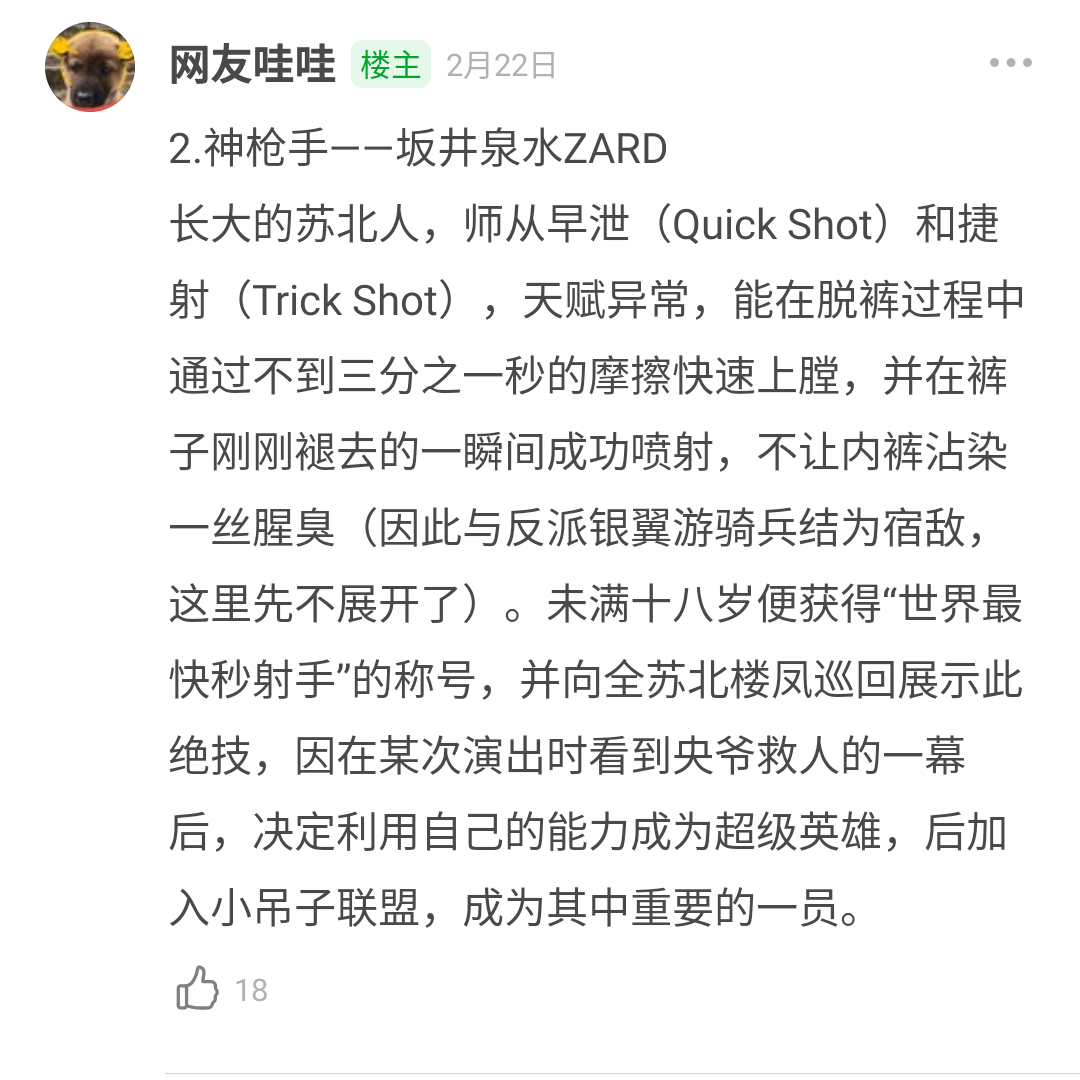 网友哇哇 楼主 2月22日
2.神枪手——坂井泉水ZARD
长大的苏北人，师从早泄（Quick Shot）和捷
射（Trick Shot），天赋异常，能在脱裤过程中
通过不到三分之一秒的摩擦快速上膛，并在裤
子刚刚褪去的一瞬间成功喷射，不让内裤沾染
一丝腥臭（因此与反派银翼游骑兵结为宿敌，
这里先不展开了）。未满十八岁便获得“世界最
快秒射手”的称号，并向全苏北楼凤巡回展示此
绝技，因在某次演出时看到央爷救人的一幕
后，决定利用自己的能力成为超级英雄，后加
入小吊子联盟，成为其中重要的一员。
18